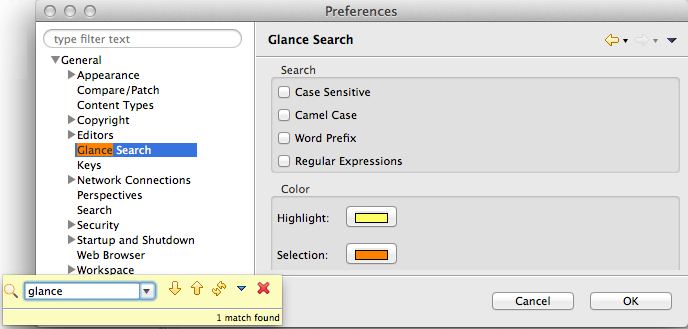 Preferences
type filter text
General
Appearance
Compare/Patch
Content Types
Copyright
Editors
Glance Search
Keys
Network Connections
Perspectives
Search
Security
Startup and Shutdown
Web Browser
Workspace
Glance Search
Search
Case Sensitive
Camel Case
Word Prefix
Regular Expressions
Color
Highlight:
Selection:
glance
1 match found
Cancel
OK